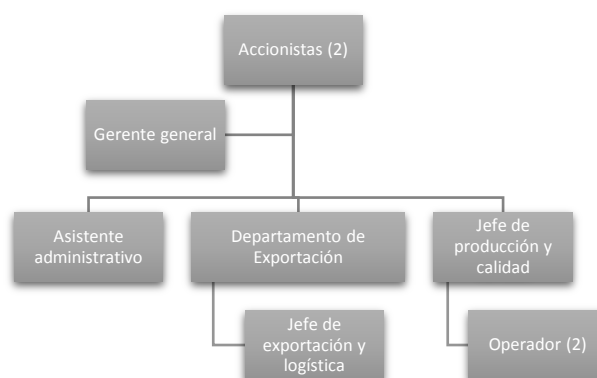 Accionistas (2)
Gerente general
Asistente
administrativo
Departamento de
Exportación
Jefe de
producción y
calidad
Jefe de
exportación y
logística
Operador (2)